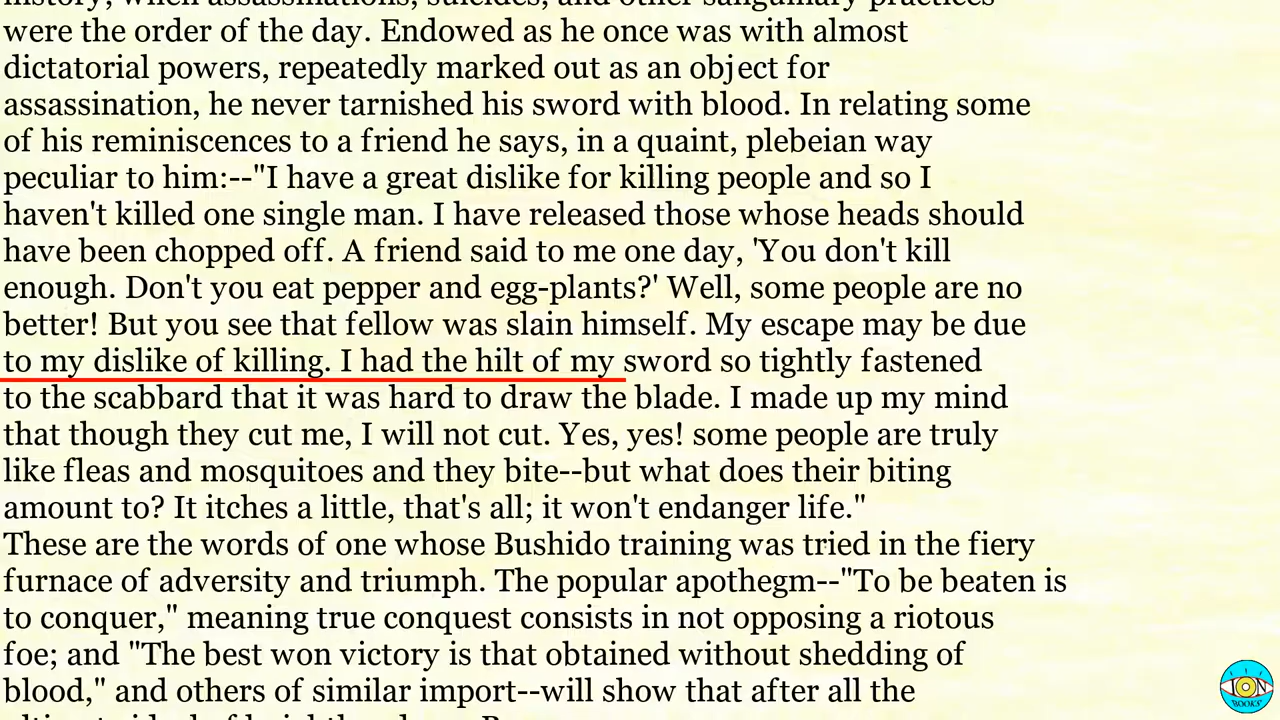 history, when assassinations, suicides, and other sanguinary practices
were the order of the day. Endowed as he once was with almost
dictatorial powers, repeatedly marked out as an object for
assassination, he never tarnished his sword with blood. In relating some
of his reminiscences to a friend he says, in a quaint, plebeian way
peculiar to him:--"I have a great dislike for killing people and so I
haven't killed one single man. I have released those whose heads should
have been chopped off. A friend said to me one day, 'You don't kill
enough. Don't you eat pepper and egg-plants?' Well, some people are no
better! But you see that fellow was slain himself. My escape may be due
to my dislike of killing. I had the hilt of my sword so tightly fastened
to the scabbard that it was hard to draw the blade. I made up my mind
that though they cut me, I will not cut. Yes, yes! some people are truly
like fleas and mosquitoes and they bite--but what does their biting
amount to? It itches a little, that's all; it won't endanger life."
These are the words of one whose Bushido training was tried in the fiery
furnace of adversity and triumph. The popular apothegm--"To be beaten is
to conquer," meaning true conquest consists in not opposing a riotous
foe; and "The best won victory is that obtained without shedding of
blood," and others of similar import--will show that after all the
ION
BOOKS